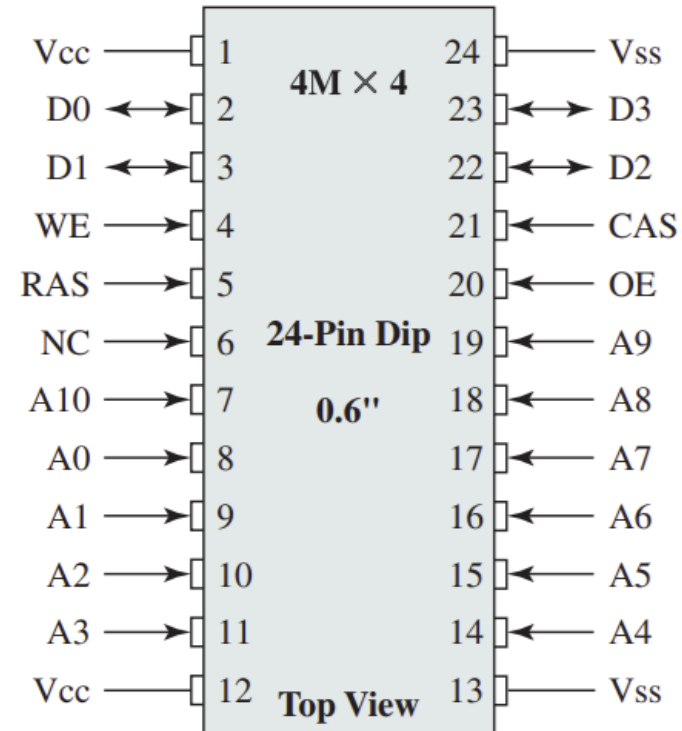 Vcc 1 24 Vss
4M × 4
D0 2 23 D3
D1 3 22 D2
WE 4 21 CAS
RAS 5 20 OE
NC 6 24-Pin Dip 19 A9
A10 7 0.6" 18 A8
A0 8 17 A7
A1 9 16 A6
A2 10 15 A5
A3 11 14 A4
Vcc 12 Top View 13 Vss